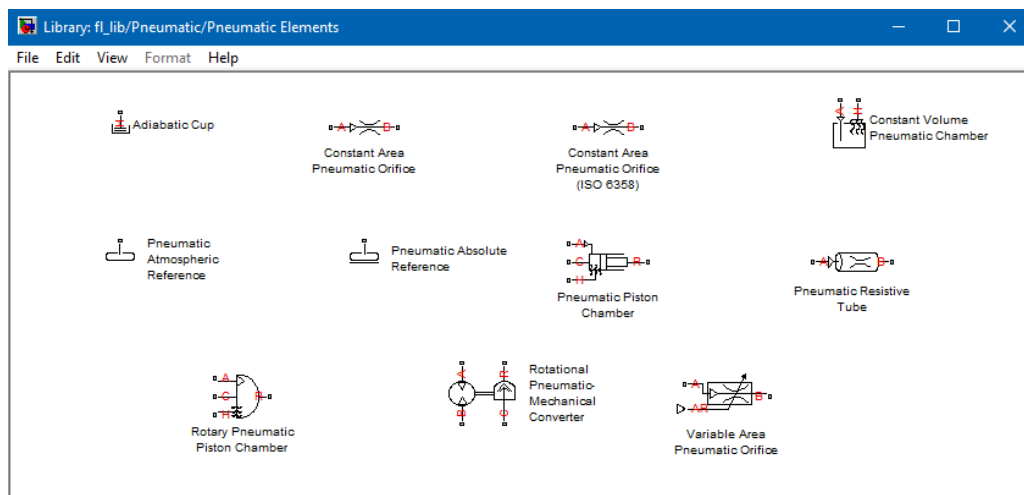 Library: fl_lib/Pneumatic/Pneumatic Elements
File Edit View Format Help
Adiabatic Cup
H
A B
Constant Area
Pneumatic Orifice
A B
Constant Area
Pneumatic Orifice
(ISO 6358)
A H
Constant Volume
Pneumatic Chamber
Pneumatic
Atmospheric
Reference
Pneumatic Absolute
Reference
A
C R
H
Pneumatic Piston
Chamber
A B
Pneumatic Resistive
Tube
A
C R
H
Rotary Pneumatic
Piston Chamber
A R
B C
Rotational
Pneumatic-
Mechanical
Converter
A
B
AR
Variable Area
Pneumatic Orifice